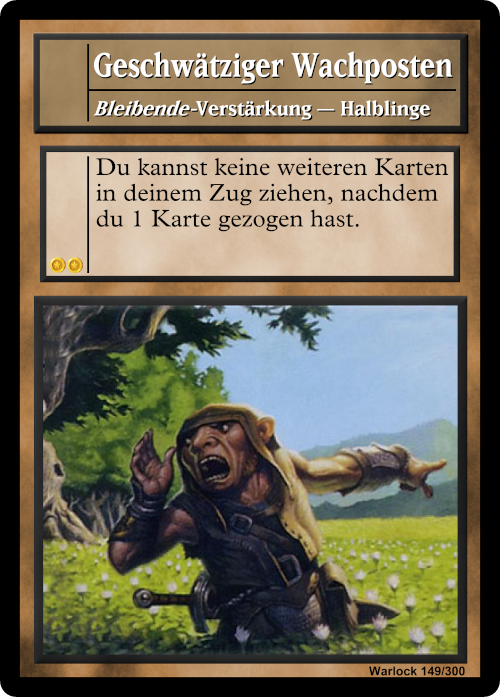 Geschwätziger Wachposten
Bleibende-Verstärkung — Halblinge
Du kannst keine weiteren Karten
in deinem Zug ziehen, nachdem
du 1 Karte gezogen hast.
Warlock 149/300